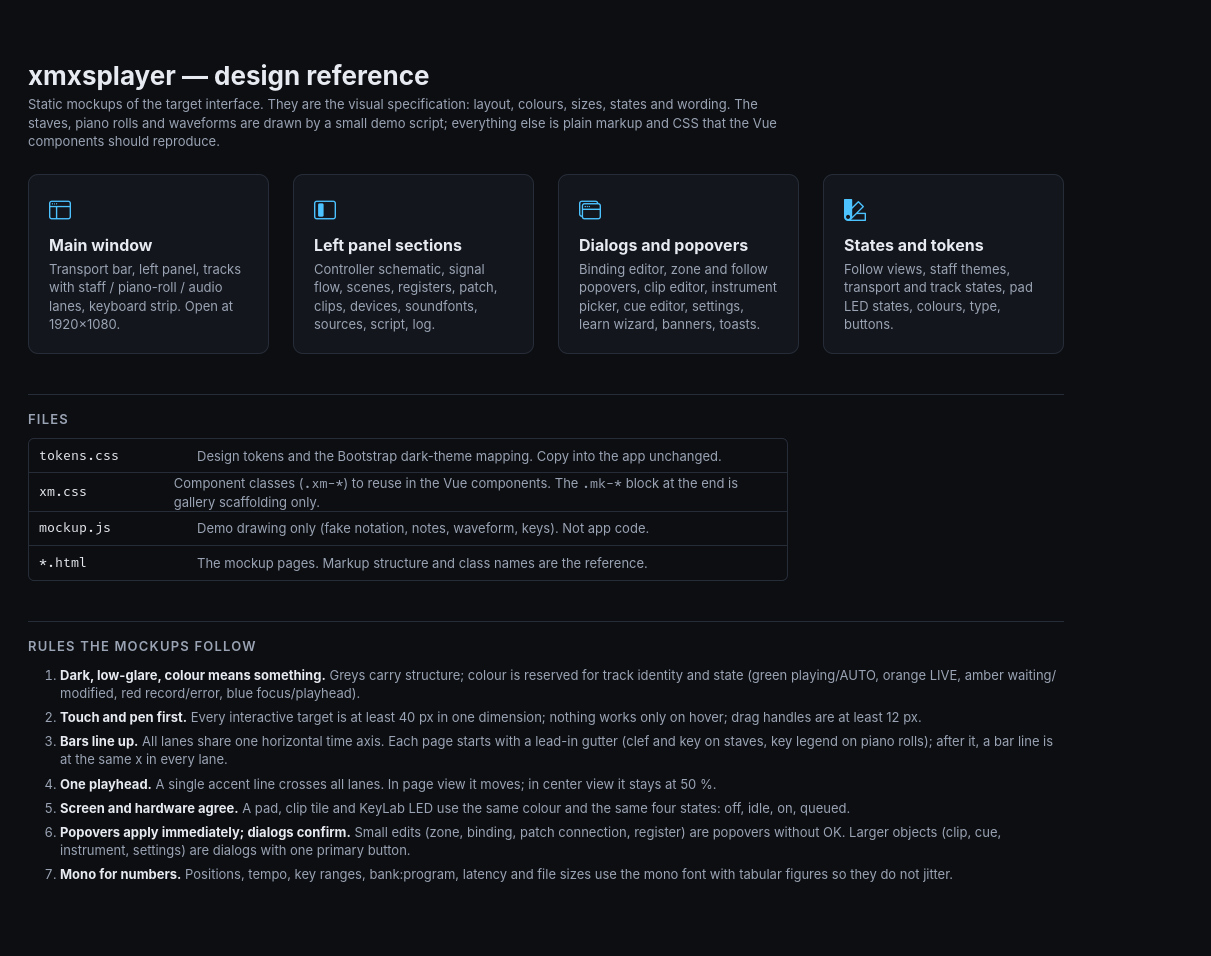 xmxsplayer — design reference
Static mockups of the target interface. They are the visual specification: layout, colours, sizes, states and wording. The
staves, piano rolls and waveforms are drawn by a small demo script; everything else is plain markup and CSS that the Vue
components should reproduce.
Main window
Transport bar, left panel, tracks
with staff / piano-roll / audio
lanes, keyboard strip. Open at
1920×1080.
Left panel sections
Controller schematic, signal
flow, scenes, registers, patch,
clips, devices, soundfonts,
sources, script, log.
Dialogs and popovers
Binding editor, zone and follow
popovers, clip editor, instrument
picker, cue editor, settings,
learn wizard, banners, toasts.
States and tokens
Follow views, staff themes,
transport and track states, pad
LED states, colours, type,
buttons.
FILES
tokens.css Design tokens and the Bootstrap dark-theme mapping. Copy into the app unchanged.
xm.css Component classes (.xm-*) to reuse in the Vue components. The .mk-* block at the end is
gallery scaffolding only.
mockup.js Demo drawing only (fake notation, notes, waveform, keys). Not app code.
*.html The mockup pages. Markup structure and class names are the reference.
RULES THE MOCKUPS FOLLOW
1. Dark, low-glare, colour means something. Greys carry structure; colour is reserved for track identity and state (green playing/AUTO, orange LIVE, amber waiting/
modified, red record/error, blue focus/playhead).
2. Touch and pen first. Every interactive target is at least 40 px in one dimension; nothing works only on hover; drag handles are at least 12 px.
3. Bars line up. All lanes share one horizontal time axis. Each page starts with a lead-in gutter (clef and key on staves, key legend on piano rolls); after it, a bar line is
at the same x in every lane.
4. One playhead. A single accent line crosses all lanes. In page view it moves; in center view it stays at 50 %.
5. Screen and hardware agree. A pad, clip tile and KeyLab LED use the same colour and the same four states: off, idle, on, queued.
6. Popovers apply immediately; dialogs confirm. Small edits (zone, binding, patch connection, register) are popovers without OK. Larger objects (clip, cue,
instrument, settings) are dialogs with one primary button.
7. Mono for numbers. Positions, tempo, key ranges, bank:program, latency and file sizes use the mono font with tabular figures so they do not jitter.